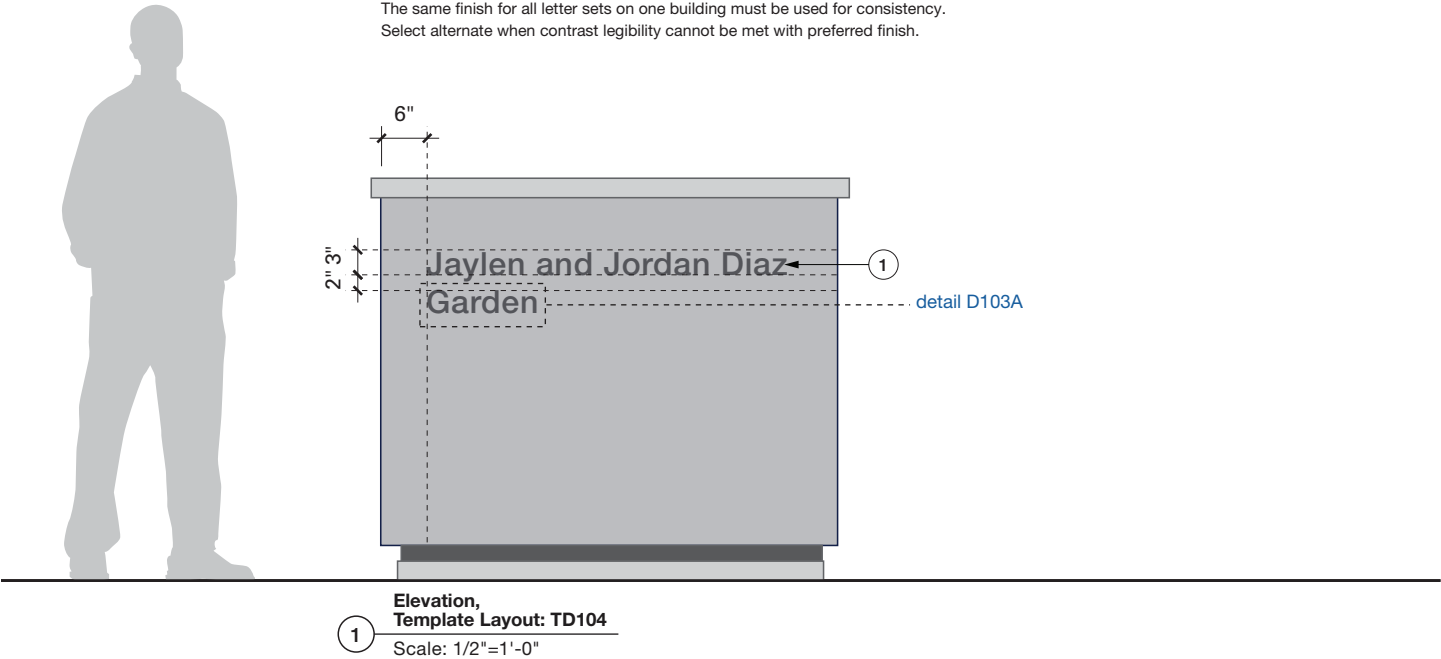 The same finish for all letter sets on one building must be used for consistency.
Select alternate when contrast legibility cannot be met with preferred finish.
6"
2" 3"
Jaylen and Jordan Diaz
1
Garden
detail D103A
1
Elevation,
Template Layout: TD104
Scale: 1/2"=1'-0"